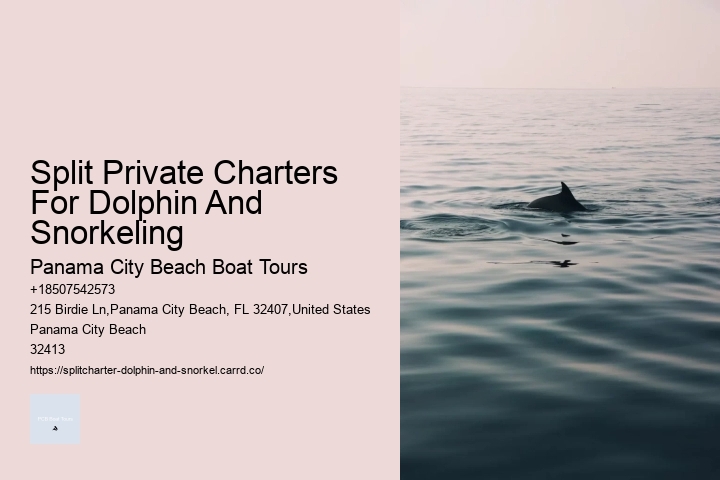 Split Private Charters
For Dolphin And
Snorkeling
Panama City Beach Boat Tours
+18507542573
215 Birdie Ln,Panama City Beach, FL 32407,United States
Panama City Beach
32413
https://splitcharter-dolphin-and-snorkel.carrd.co/